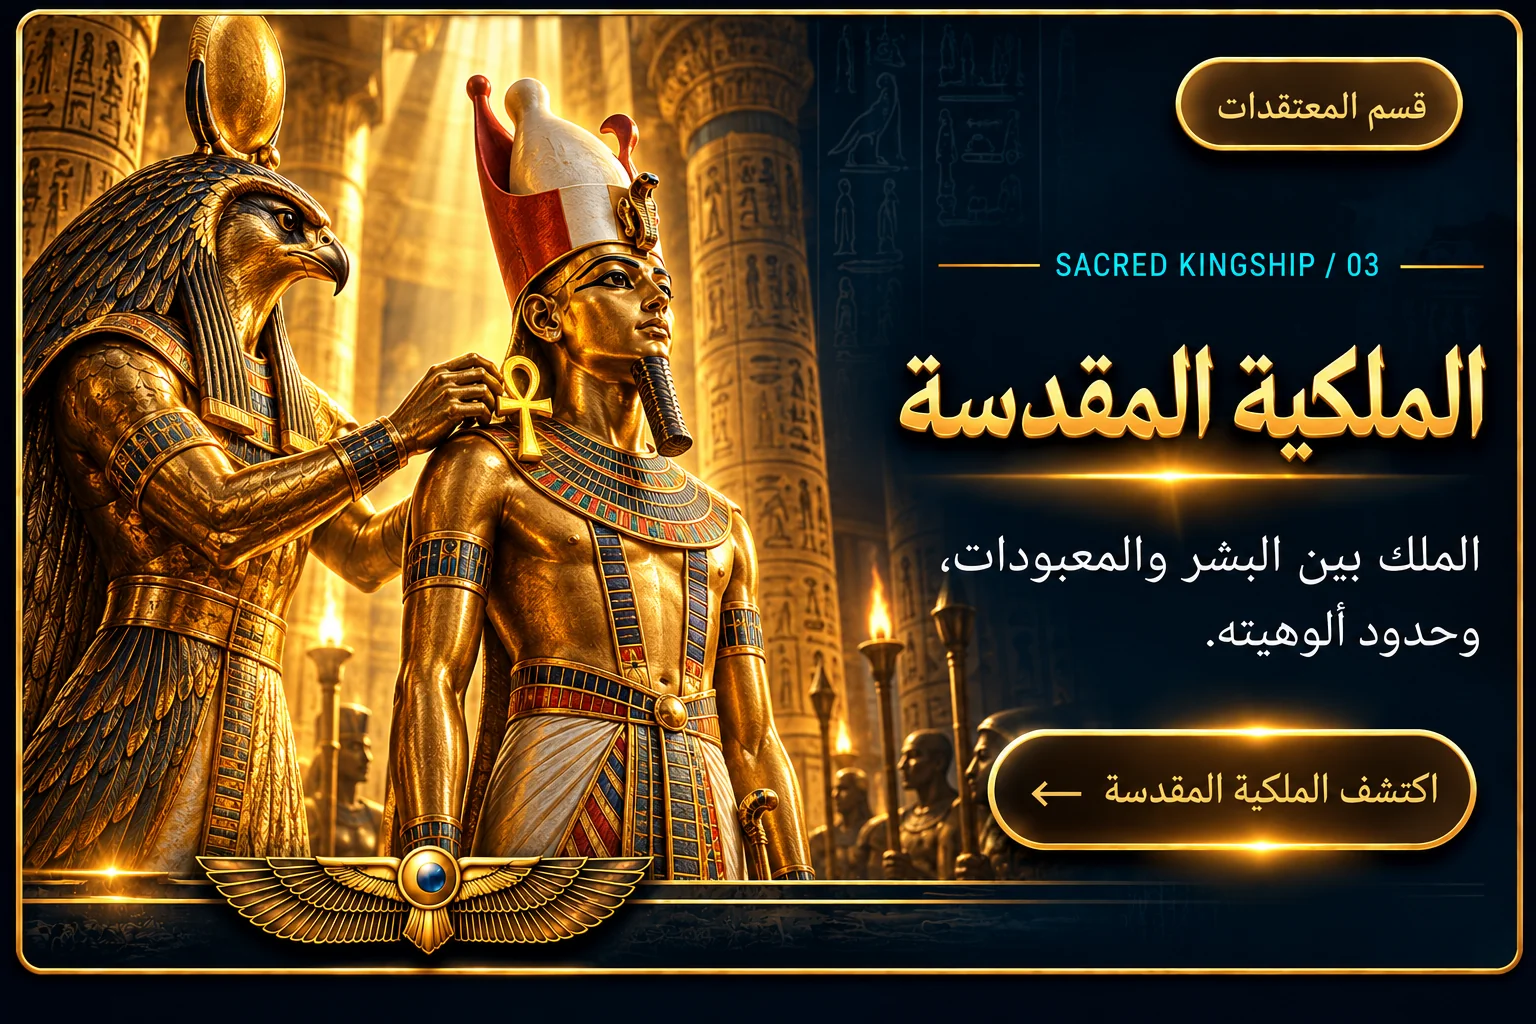 قسم المعتقدات
SACRED KINGSHIP / 03
الملكية المقدسة
الملك بين البشر والمعبودات،
وحدود ألوهيته.
اكتشف الملكية المقدسة ←